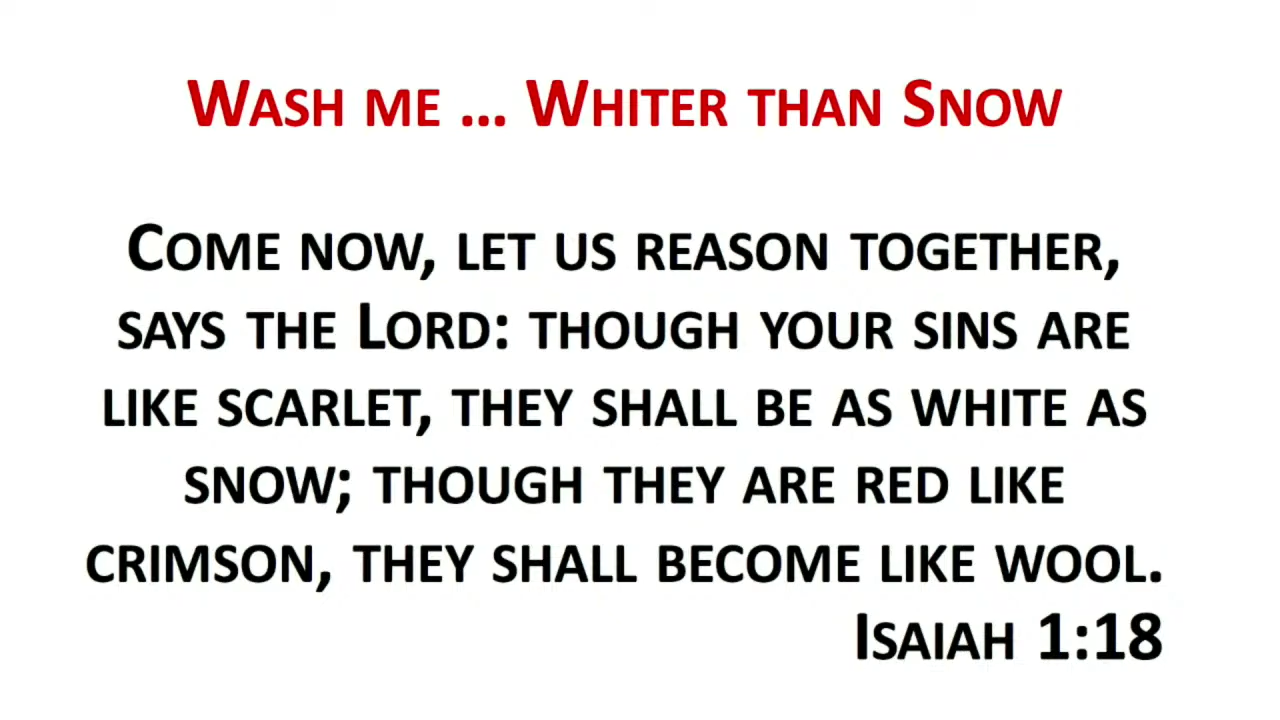 Wash me ... Whiter than Snow
Come now, let us reason together,
says the Lord: though your sins are
like scarlet, they shall be as white as
snow; though they are red like
crimson, they shall become like wool.
Isaiah 1:18